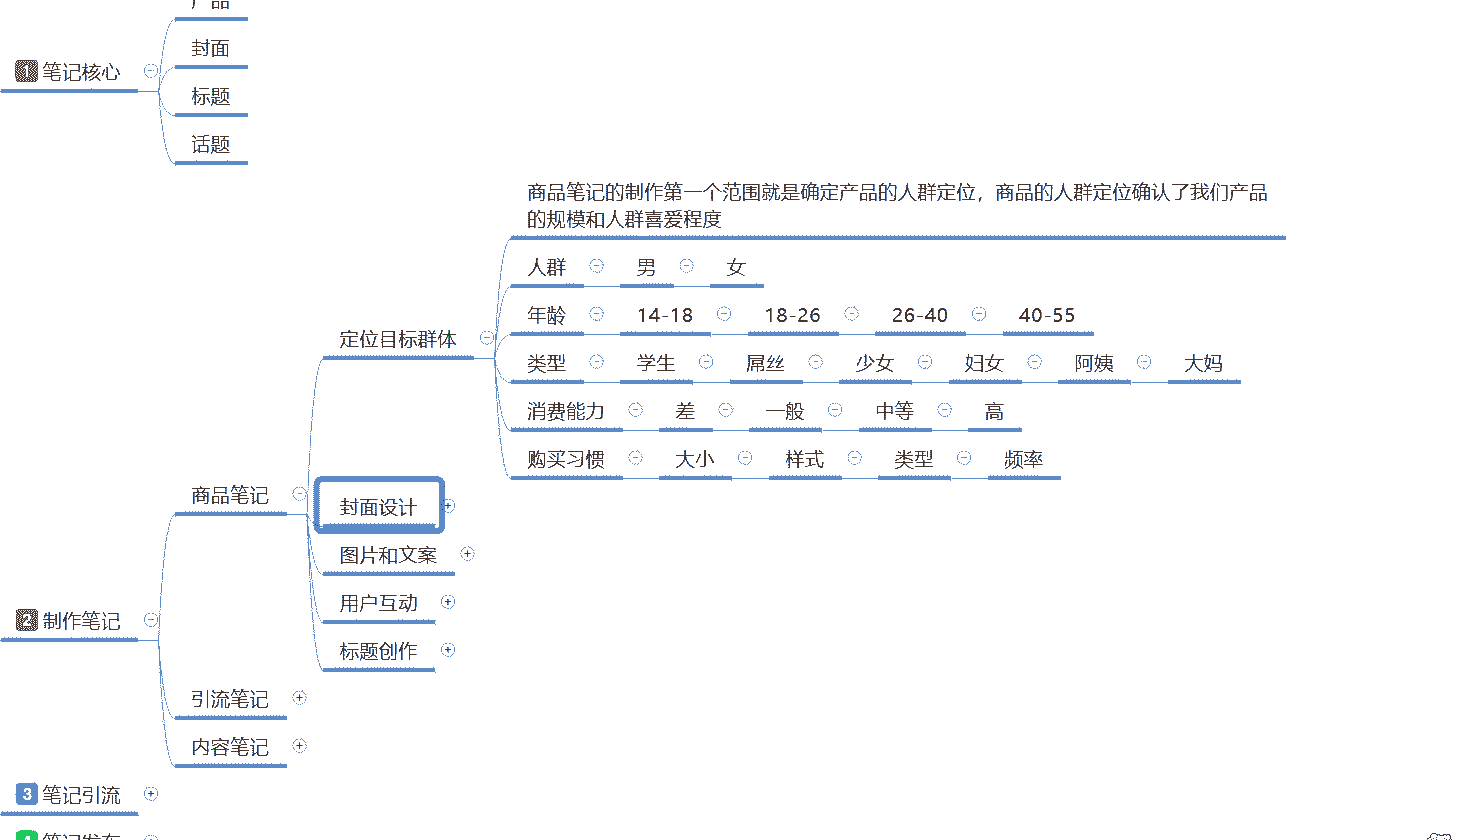 产品
封面
1 笔记核心
标题
话题
商品笔记的制作第一个范围就是确定产品的人群定位，商品的人群定位确认了我们产品
的规模和人群喜爱程度
人群 男 女
年龄 14-18 18-26 26-40 40-55
定位目标群体
类型 学生 屌丝 少女 妇女 阿姨 大妈
消费能力 差 一般 中等 高
购买习惯 大小 样式 类型 频率
商品笔记
封面设计
图片和文案
用户互动
2 制作笔记
标题创作
引流笔记
内容笔记
3 笔记引流
4 笔记发布